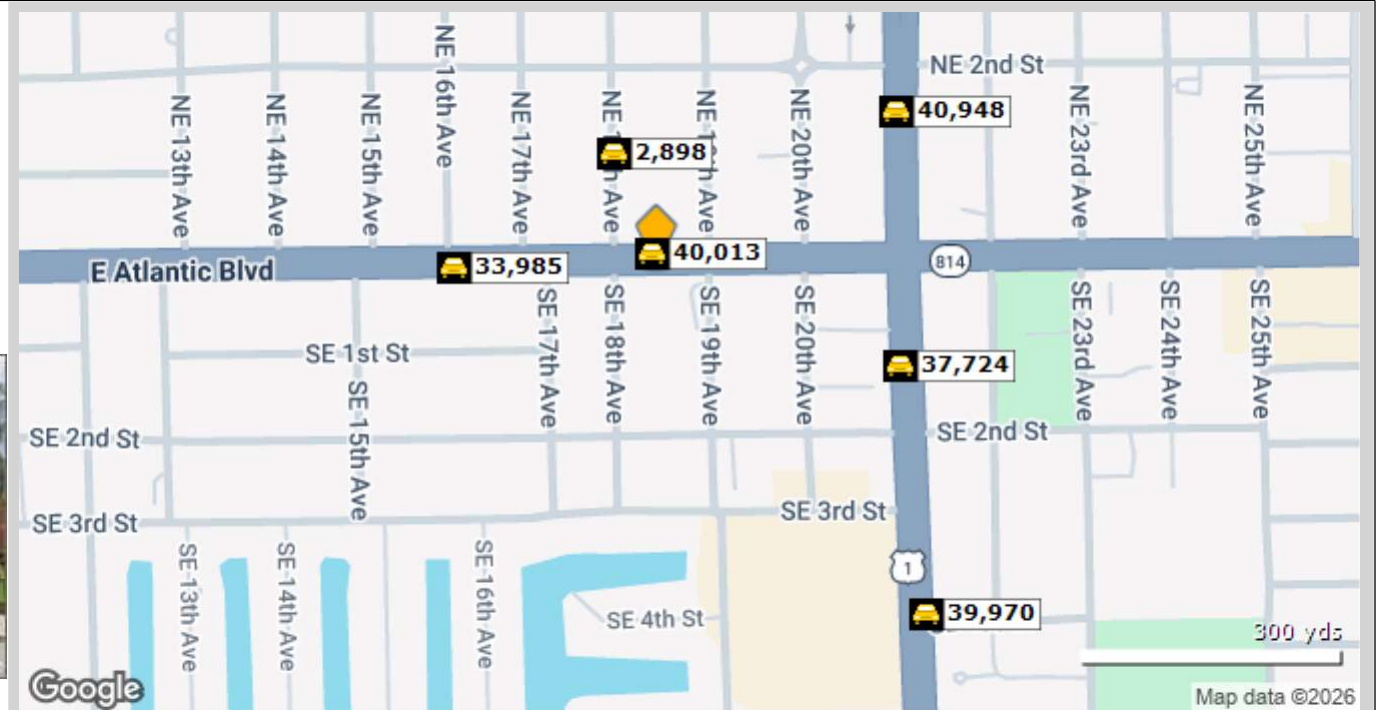 NE 16th Ave
NE 2nd St
NE 13th Ave
NE 14th Ave
NE 15th Ave
NE 17th Ave
Ave
Ave
NE 20th Ave
NE 23rd Ave
NE 25th Ave
40,948
2,898
40,013
33,985
E Atlantic Blvd
814
SE 17th Ave
SE 18th Ave
SE 19th Ave
SE 20th Ave
SE 23rd Ave
SE 24th Ave
SE 25th Ave
SE 1st St
37,724
SE 15th Ave
SE 2nd St
SE 2nd St
SE 3rd St
SE 3rd St
SE 13th Ave
SE 14th Ave
SE 16th Ave
1
SE 4th St
39,970
300 yds
Google
Map data ©2026